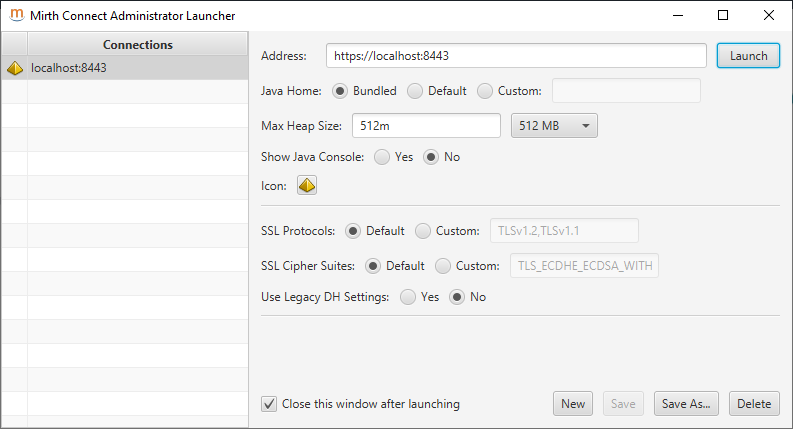 Mirth Connect Administrator Launcher
Connections
localhost:8443
Address: https://localhost:8443 Launch
Java Home: Bundled Default Custom:
Max Heap Size: 512m 512 MB
Show Java Console: Yes No
Icon:
SSL Protocols: Default Custom: TLSv1.2,TLSv1.1
SSL Cipher Suites: Default Custom: TLS_ECDHE_ECDSA_WITH
Use Legacy DH Settings: Yes No
Close this window after launching New Save Save As... Delete